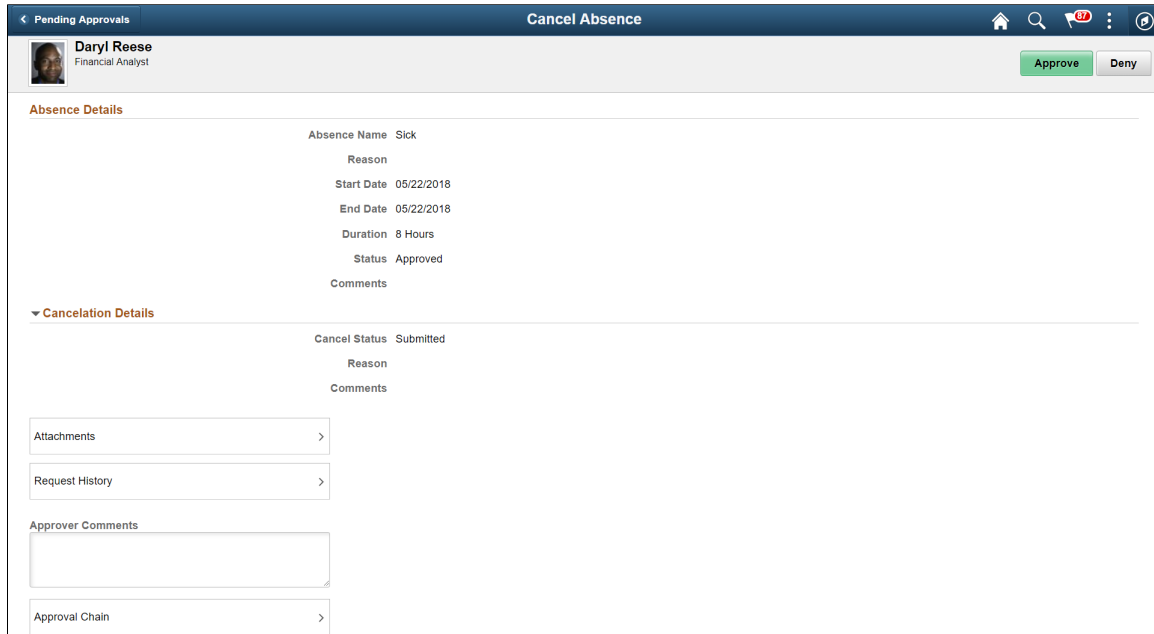 Pending Approvals
Cancel Absence
87
Daryl Reese
Financial Analyst
Approve
Deny
Absence Details
Absence Name Sick
Reason
Start Date 05/22/2018
End Date 05/22/2018
Duration 8 Hours
Status Approved
Comments
Cancelation Details
Cancel Status Submitted
Reason
Comments
Attachments
Request History
Approver Comments
Approval Chain